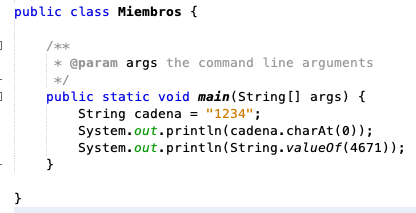 public class Miembros {
/**
* @param args the command line arguments
*/
public static void main(String[] args) {
String cadena = "1234";
System.out.println(cadena.charAt(0));
System.out.println(String.valueOf(4671));
}
}